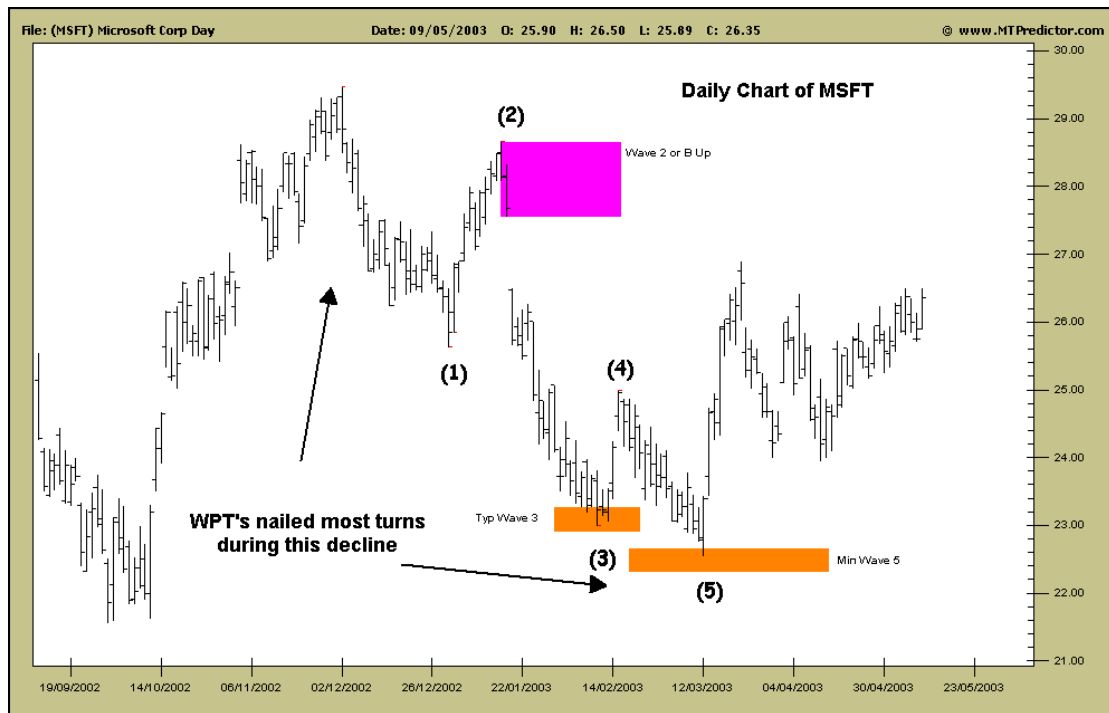 File: (MSFT) Microsoft Corp Day Date: 09/05/2003 O: 25.90 H: 26.50 L: 25.89 C: 26.35 @ www.MTPredictor.com
30.00
Daily Chart of MSFT
29.00
(2)
Wave 2 or B Up
28.00
27.00
26.00
(1)
(4)
25.00
24.00
Typ Wave 3
WPT's nailed most turns
during this decline
23.00
(3)
Min Wave 5
(5)
22.00
21.00
19/09/2002 14/10/2002 06/11/2002 02/12/2002 26/12/2002 22/01/2003 14/02/2003 12/03/2003 04/04/2003 30/04/2003 23/05/2003